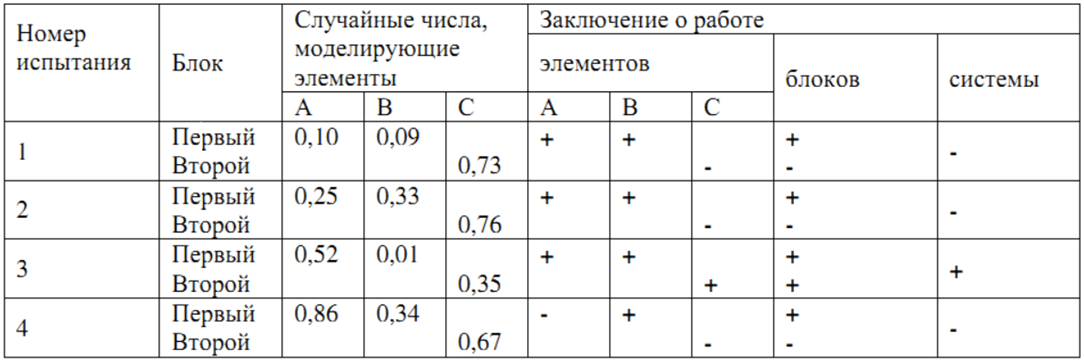 Номер испытания | Блок | Случайные числа, моделирующие элементы | Заключение о работе
элементов | блоков | системы
A | B | C | A | B | C
1 | Первый | 0,10 | 0,09 | + | + | + | -
Второй | 0,73 | - | -
2 | Первый | 0,25 | 0,33 | + | + | + | -
Второй | 0,76 | - | -
3 | Первый | 0,52 | 0,01 | + | + | + | +
Второй | 0,35 | + | +
4 | Первый | 0,86 | 0,34 | - | + | + | -
Второй | 0,67 | - | -